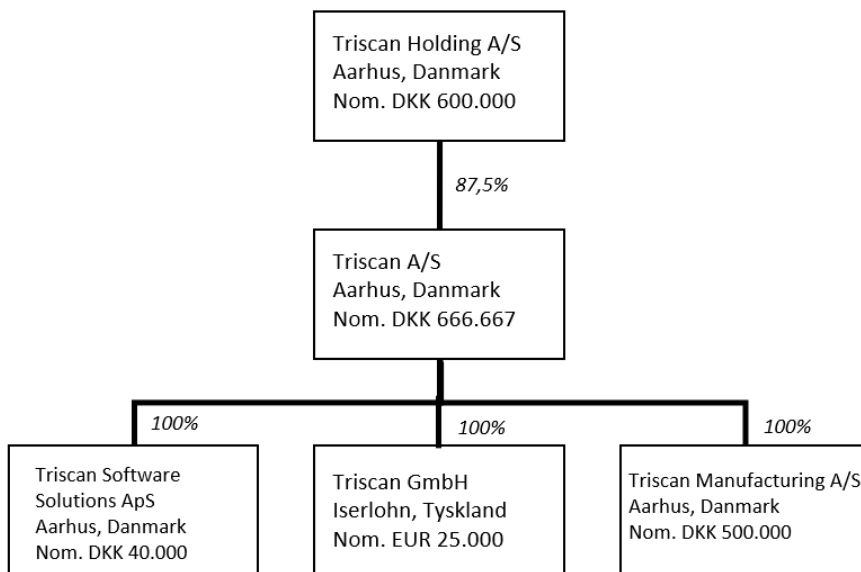 Triscan Holding A/S
Aarhus, Danmark
Nom. DKK 600.000
87,5%
Triscan A/S
Aarhus, Danmark
Nom. DKK 666.667
100%
100%
100%
Triscan Software
Solutions ApS
Aarhus, Danmark
Nom. DKK 40.000
Triscan GmbH
Iserlohn, Tyskland
Nom. EUR 25.000
Triscan Manufacturing A/S
Aarhus, Danmark
Nom. DKK 500.000